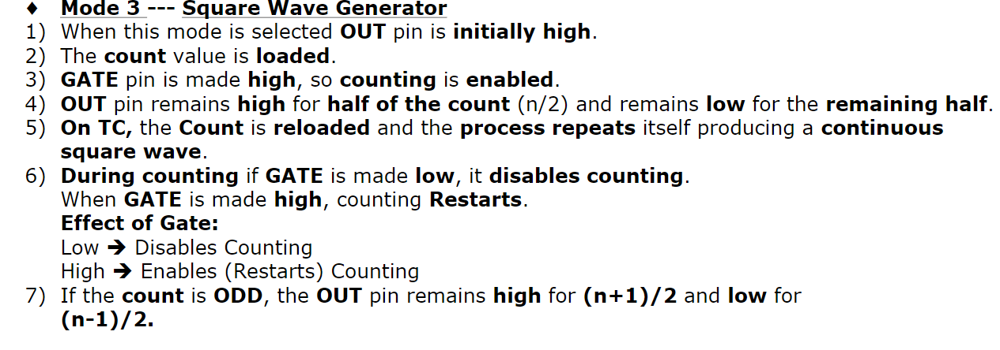 ♦ Mode 3 --- Square Wave Generator
1) When this mode is selected OUT pin is initially high.
2) The count value is loaded.
3) GATE pin is made high, so counting is enabled.
4) OUT pin remains high for half of the count (n/2) and remains low for the remaining half.
5) On TC, the Count is reloaded and the process repeats itself producing a continuous
square wave.
6) During counting if GATE is made low, it disables counting.
When GATE is made high, counting Restarts.
Effect of Gate:
Low ➔ Disables Counting
High ➔ Enables (Restarts) Counting
7) If the count is ODD, the OUT pin remains high for (n+1)/2 and low for
(n-1)/2.